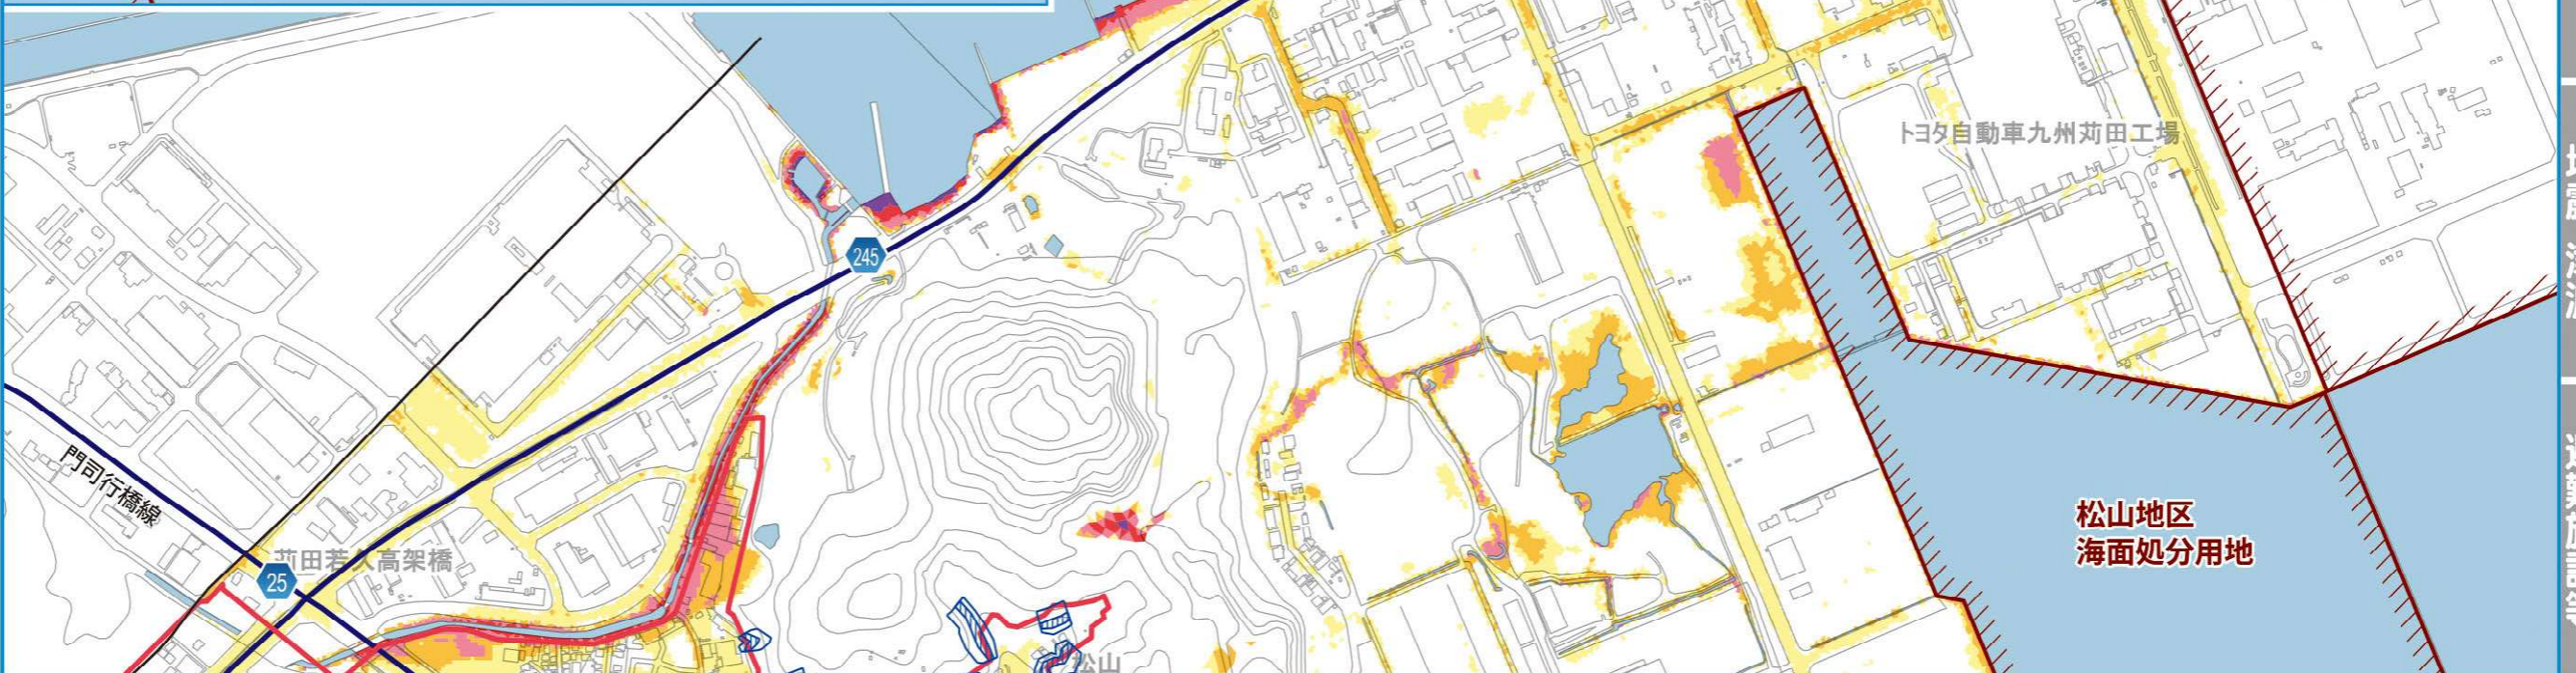 245
トヨタ自動車九州苅田工場
門司行橋線
苅田若久高架橋
25
松山地区
海面処分用地
松山